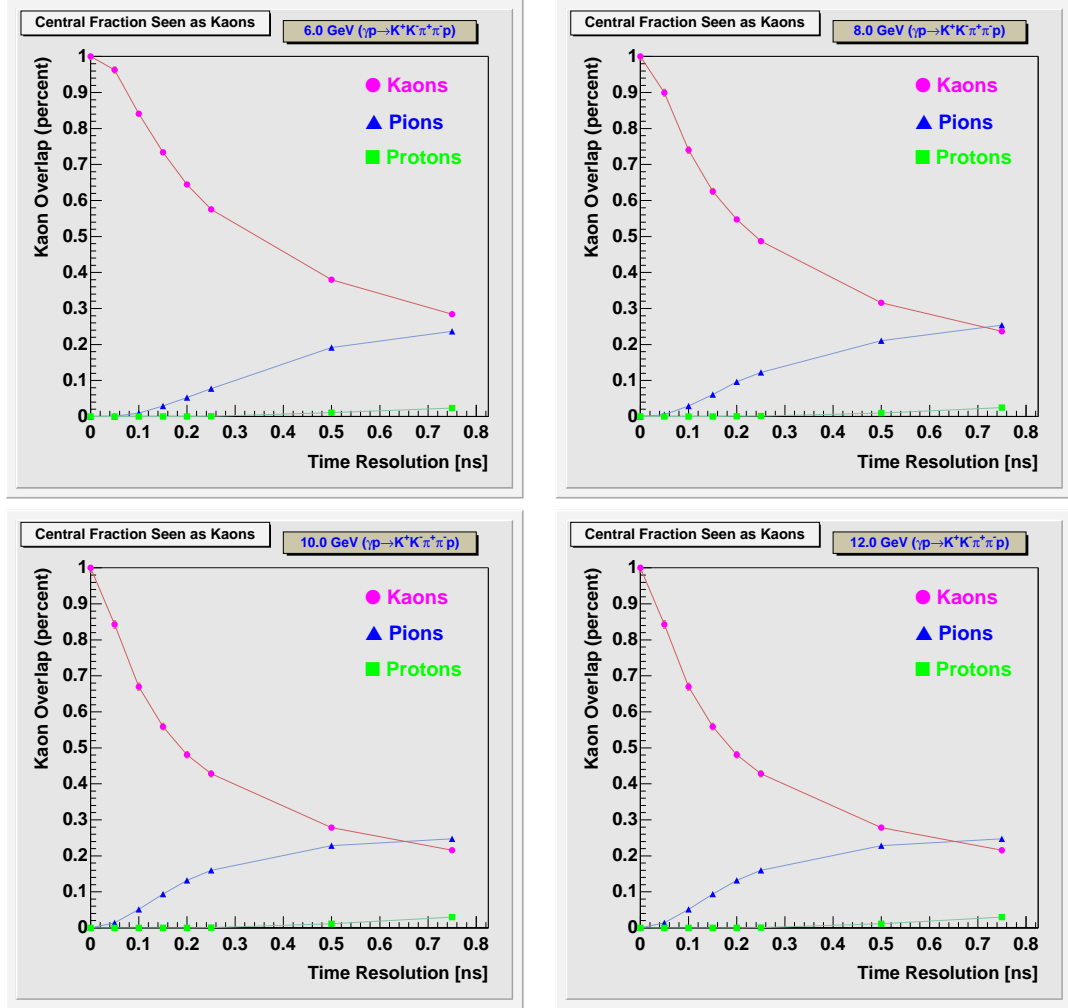 Central Fraction Seen as Kaons
6.0 GeV (γp→K⁺K⁻π⁺π⁻p)
Kaon Overlap (percent)
1
0.9
0.8
0.7
0.6
0.5
0.4
0.3
0.2
0.1
0
Kaons
Pions
Protons
0 0.1 0.2 0.3 0.4 0.5 0.6 0.7 0.8
Time Resolution [ns]
Central Fraction Seen as Kaons
8.0 GeV (γp→K⁺K⁻π⁺π⁻p)
Kaon Overlap (percent)
1
0.9
0.8
0.7
0.6
0.5
0.4
0.3
0.2
0.1
0
Kaons
Pions
Protons
0 0.1 0.2 0.3 0.4 0.5 0.6 0.7 0.8
Time Resolution [ns]
Central Fraction Seen as Kaons
10.0 GeV (γp→K⁺K⁻π⁺π⁻p)
Kaon Overlap (percent)
1
0.9
0.8
0.7
0.6
0.5
0.4
0.3
0.2
0.1
0
Kaons
Pions
Protons
0 0.1 0.2 0.3 0.4 0.5 0.6 0.7 0.8
Time Resolution [ns]
Central Fraction Seen as Kaons
12.0 GeV (γp→K⁺K⁻π⁺π⁻p)
Kaon Overlap (percent)
1
0.9
0.8
0.7
0.6
0.5
0.4
0.3
0.2
0.1
0
Kaons
Pions
Protons
0 0.1 0.2 0.3 0.4 0.5 0.6 0.7 0.8
Time Resolution [ns]